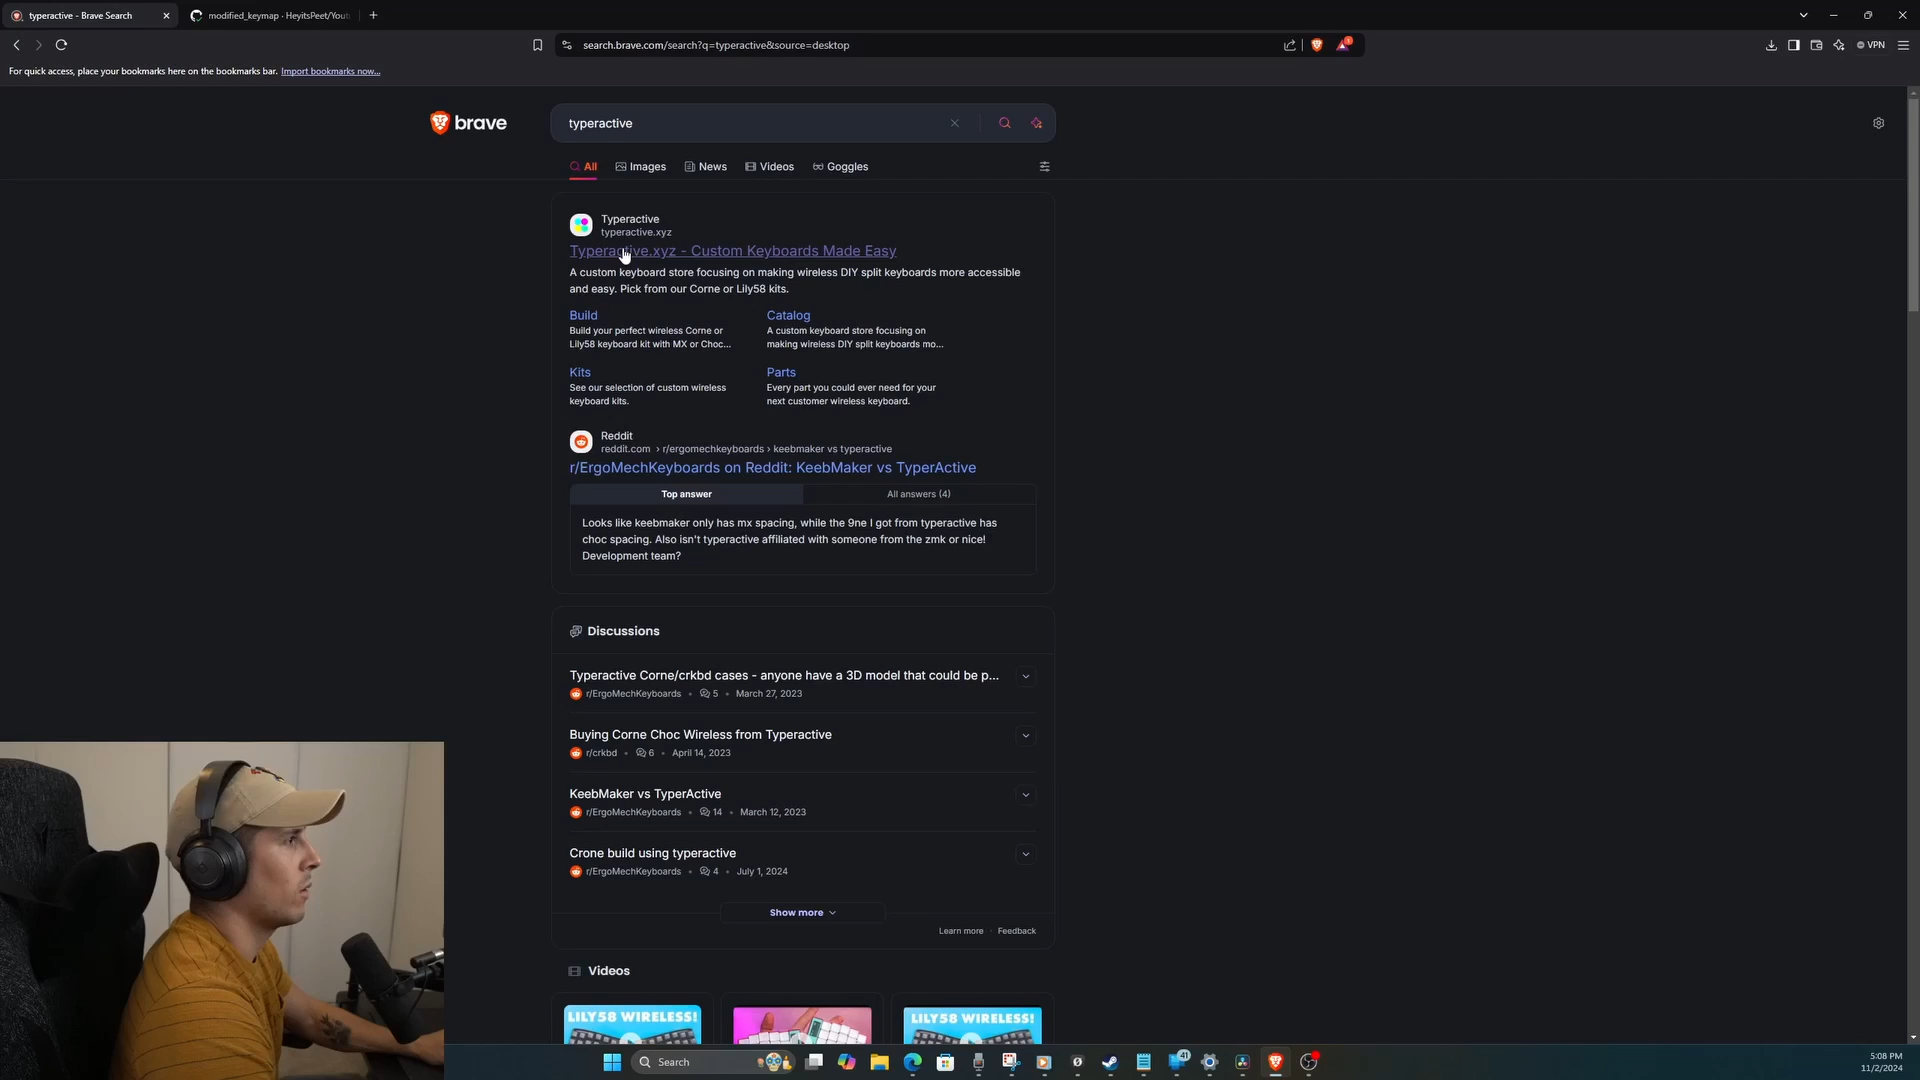 typeractive - Brave Search
modified_keymap · HeyitsPeet/Yout
search.brave.com/search?q=typeractive&source=desktop
1
VPN
For quick access, place your bookmarks here on the bookmarks bar. Import bookmarks now...
brave
typeractive
All Images News Videos Goggles
Typeractive
typeractive.xyz
Typeractive.xyz - Custom Keyboards Made Easy
A custom keyboard store focusing on making wireless DIY split keyboards more accessible
and easy. Pick from our Corne or Lily58 kits.
Build
Build your perfect wireless Corne or
Lily58 keyboard kit with MX or Choc...
Catalog
A custom keyboard store focusing on
making wireless DIY split keyboards mo...
Kits
See our selection of custom wireless
keyboard kits.
Parts
Every part you could ever need for your
next customer wireless keyboard.
Reddit
reddit.com › r/ergomechkeyboards › keebmaker vs typeractive
r/ErgoMechKeyboards on Reddit: KeebMaker vs TyperActive
Top answer
All answers (4)
Looks like keebmaker only has mx spacing, while the 9ne I got from typeractive has
choc spacing. Also isn't typeractive affiliated with someone from the zmk or nice!
Development team?
Discussions
Typeractive Corne/crkbd cases - anyone have a 3D model that could be p...
r/ErgoMechKeyboards • 5 • March 27, 2023
Buying Corne Choc Wireless from Typeractive
r/crkbd • 6 • April 14, 2023
KeebMaker vs TyperActive
r/ErgoMechKeyboards • 14 • March 12, 2023
Crone build using typeractive
r/ErgoMechKeyboards • 4 • July 1, 2024
Show more
Learn more · Feedback
Videos
LILY58 WIRELESS!
LILY58 WIRELESS!
Search
41
5:08 PM
11/2/2024